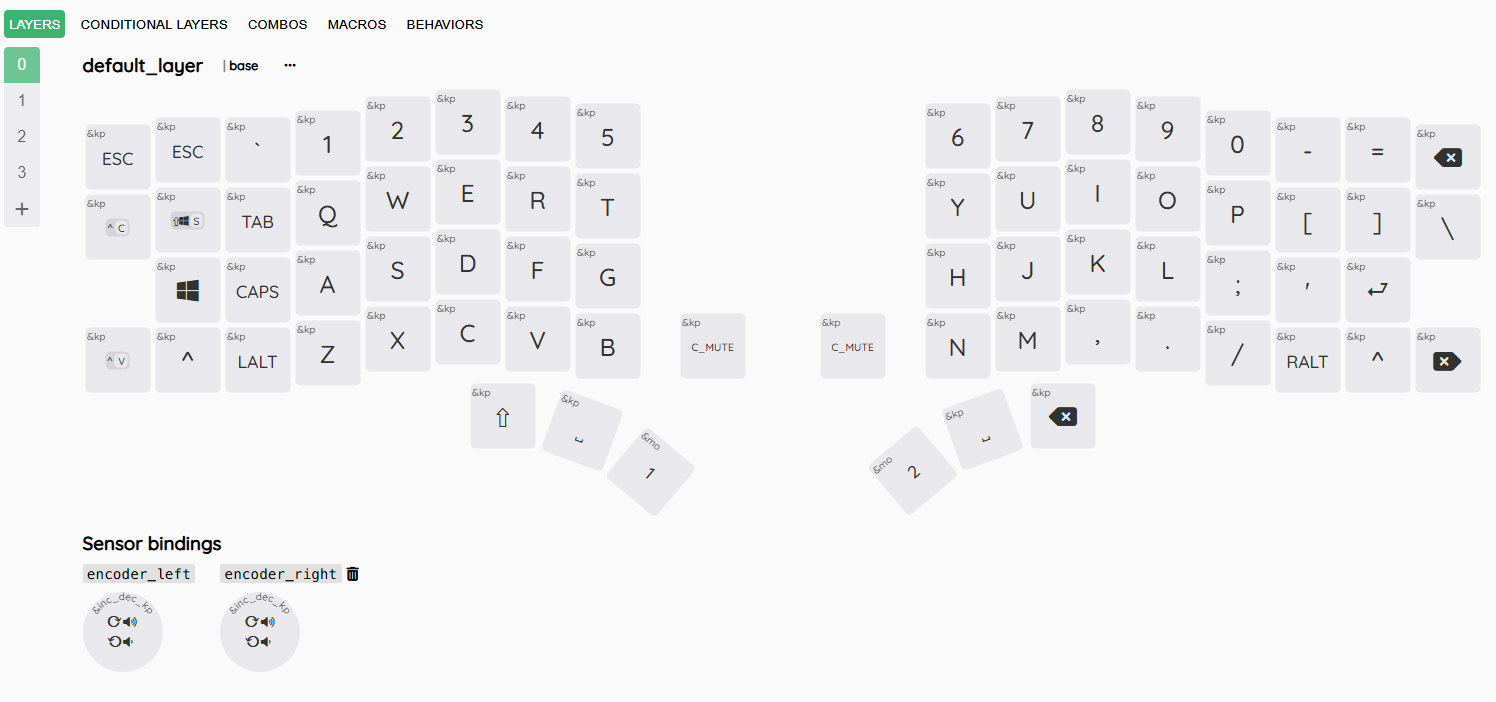 LAYERS CONDITIONAL LAYERS COMBOS MACROS BEHAVIORS
0 default_layer | base ...
1
2
3
+
&kp ESC &kp ESC &kp ` &kp 1 &kp 2 &kp 3 &kp 4 &kp 5 &kp 6 &kp 7 &kp 8 &kp 9 &kp 0 &kp - &kp = &kp
&kp ^ C &kp ⇧ S &kp TAB &kp Q &kp W &kp E &kp R &kp T &kp Y &kp U &kp I &kp O &kp P &kp [ &kp ] &kp \
&kp &kp CAPS &kp A &kp S &kp D &kp F &kp G &kp H &kp J &kp K &kp L &kp ; &kp ' &kp ⏎
&kp ^ V &kp ^ &kp LALT &kp Z &kp X &kp C &kp V &kp B &kp C_MUTE &kp C_MUTE &kp N &kp M &kp , &kp . &kp / &kp RALT &kp ^ &kp
&kp ⇧ &kp ␣ &mo 1 &mo 2 &kp ␣ &kp
Sensor bindings
encoder_left encoder_right
&inc_dec_kp &inc_dec_kp